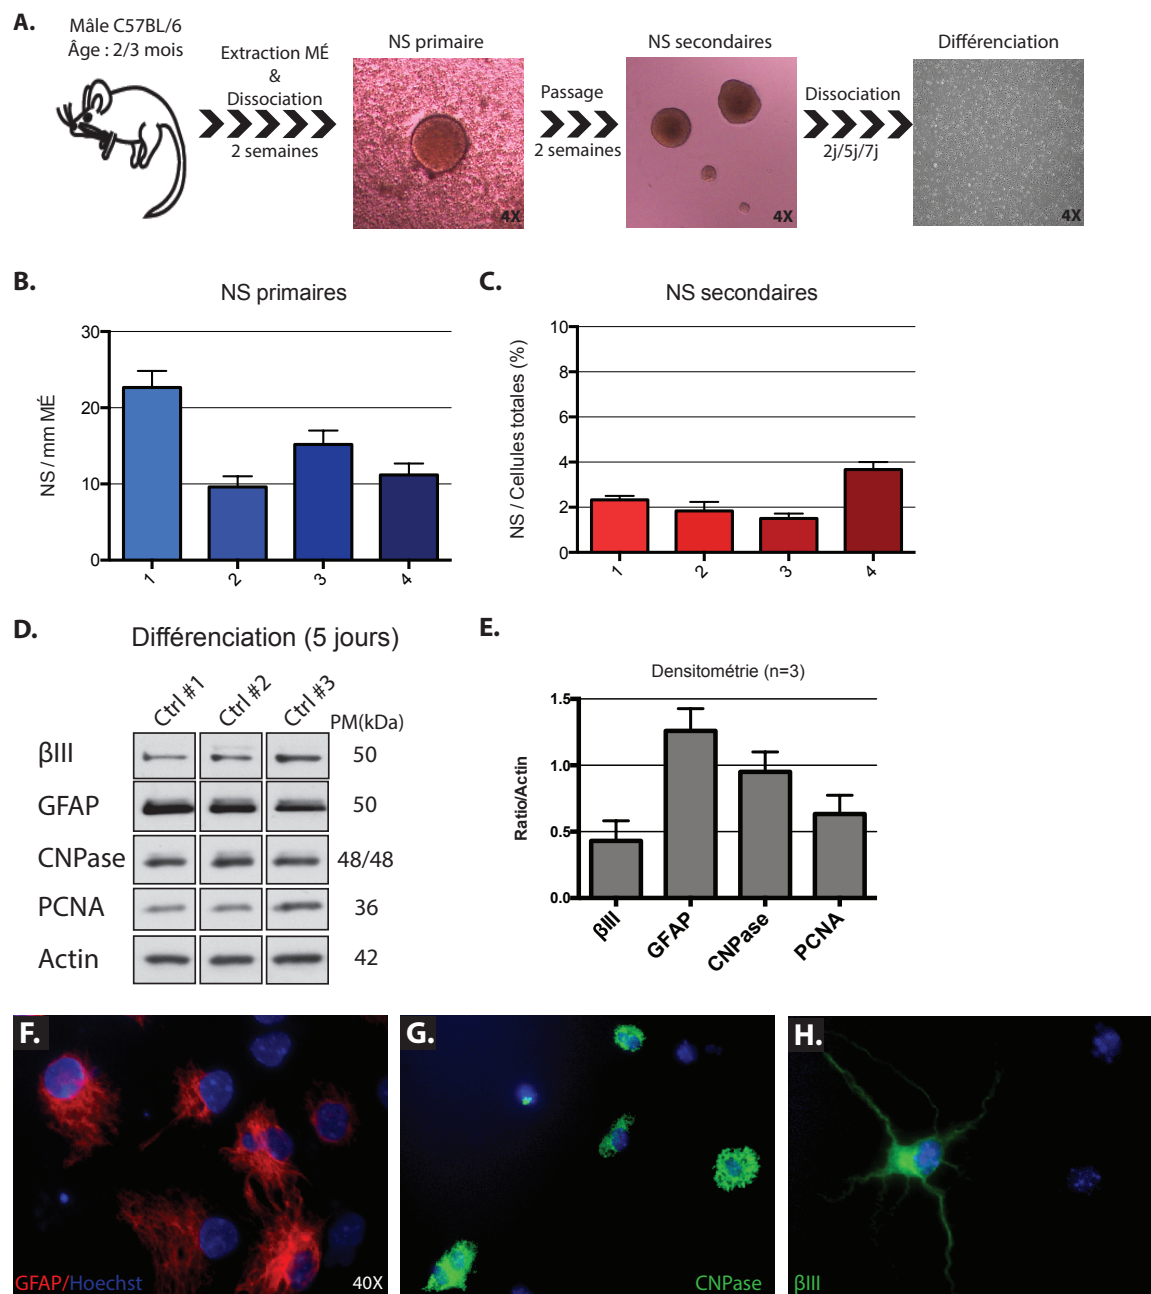 A.
Mâle C57BL/6
Âge : 2/3 mois
Extraction MÉ
&
Dissociation
2 semaines
NS primaire
4X
Passage
2 semaines
NS secondaires
4X
Dissociation
2j/5j/7j
Différenciation
4X
B.
NS primaires
NS / mm MÉ
30
20
10
0
1
2
3
4
C.
NS secondaires
NS / Cellules totales (%)
10
8
6
4
2
0
1
2
3
4
D.
Différenciation (5 jours)
Ctrl #1
Ctrl #2
Ctrl #3
PM(kDa)
βIII
50
GFAP
50
CNPase
48/48
PCNA
36
Actin
42
E.
Densitométrie (n=3)
Ratio/Actin
1.5
1.0
0.5
0.0
βIII
GFAP
CNPase
PCNA
F.
GFAP/Hoechst
40X
G.
CNPase
H.
βIII